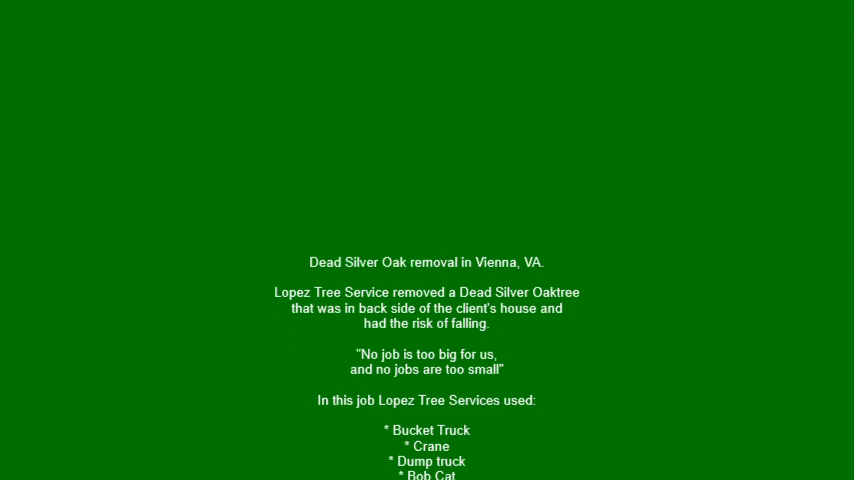 Dead Silver Oak removal in Vienna, VA.
Lopez Tree Service removed a Dead Silver Oaktree
that was in back side of the client's house and
had the risk of falling.
"No job is too big for us,
and no jobs are too small"
In this job Lopez Tree Services used:
* Bucket Truck
* Crane
* Dump truck
* Bob Cat